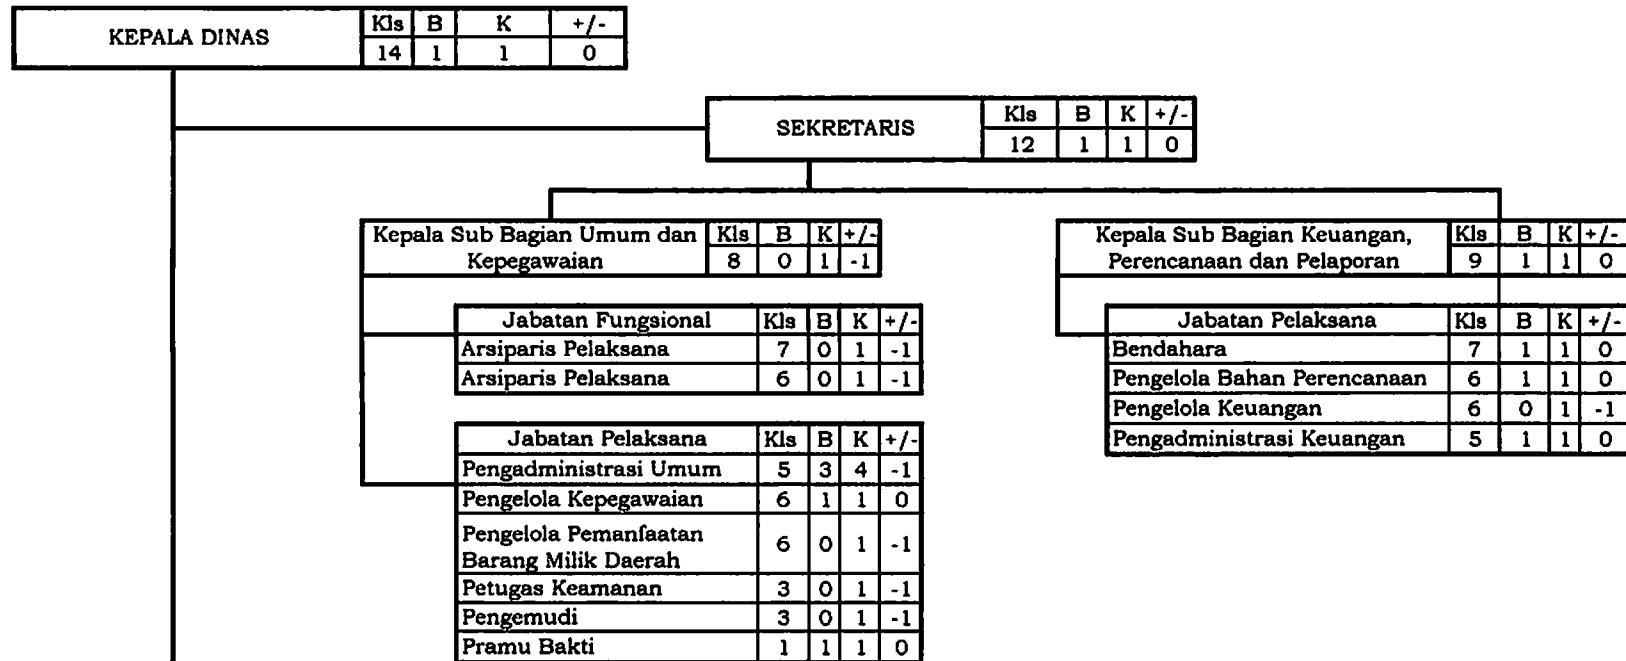 KEPALA DINAS Kls B K +/-
14 1 1 0
SEKRETARIS Kls B K +/-
12 1 1 0
Kepala Sub Bagian Umum dan Kepegawaian Kls B K +/-
8 0 1 -1
Jabatan Fungsional Kls B K +/-
Arsiparis Pelaksana 7 0 1 -1
Arsiparis Pelaksana 6 0 1 -1
Jabatan Pelaksana Kls B K +/-
Pengadministrasi Umum 5 3 4 -1
Pengelola Kepegawaian 6 1 1 0
Pengelola Pemanfaatan
Barang Milik Daerah 6 0 1 -1
Petugas Keamanan 3 0 1 -1
Pengemudi 3 0 1 -1
Pramu Bakti 1 1 1 0
Kepala Sub Bagian Keuangan, Kls B K +/-
Perencanaan dan Pelaporan 9 1 1 0
Jabatan Pelaksana Kls B K +/-
Bendahara 7 1 1 0
Pengelola Bahan Perencanaan 6 1 1 0
Pengelola Keuangan 6 0 1 -1
Pengadministrasi Keuangan 5 1 1 0